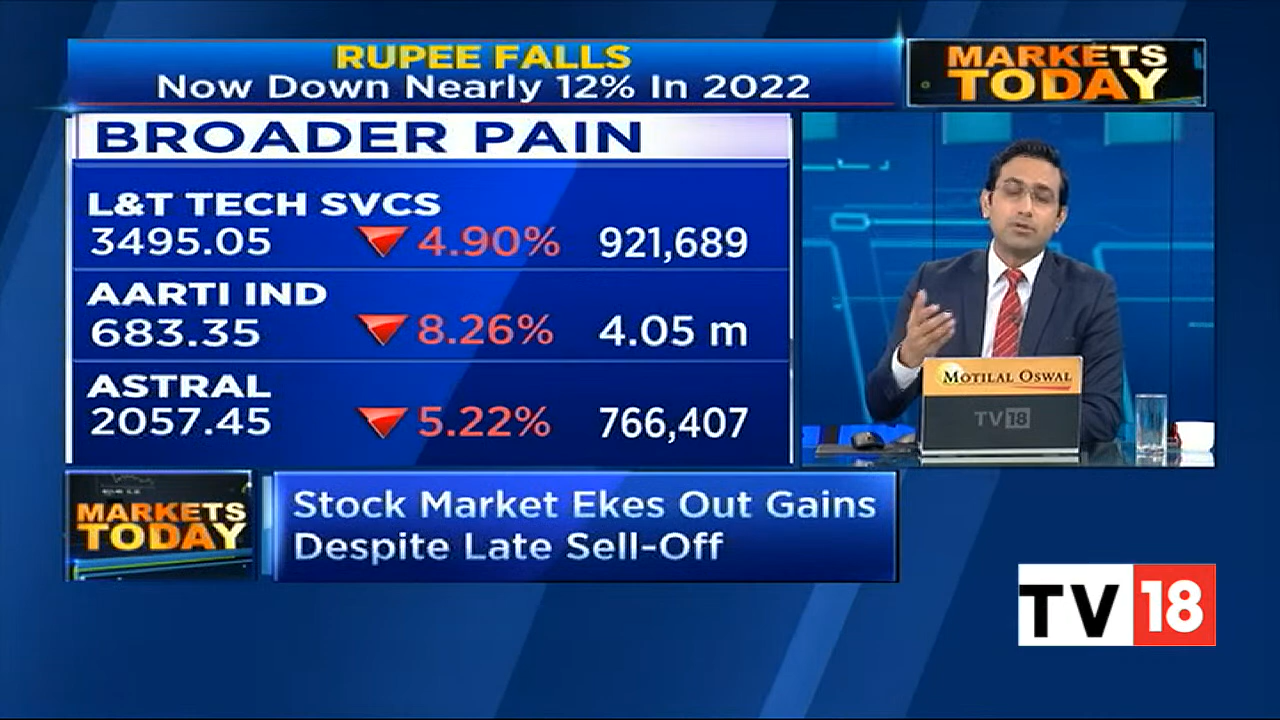 RUPEE FALLS
Now Down Nearly 12% In 2022
MARKETS
TODAY
BROADER PAIN
L&T TECH SVCS
3495.05 4.90% 921,689
AARTI IND
683.35 8.26% 4.05 m
ASTRAL
2057.45 5.22% 766,407
MOTILAL OSWAL
TV18
MARKETS
TODAY
Stock Market Ekes Out Gains
Despite Late Sell-Off
TV18